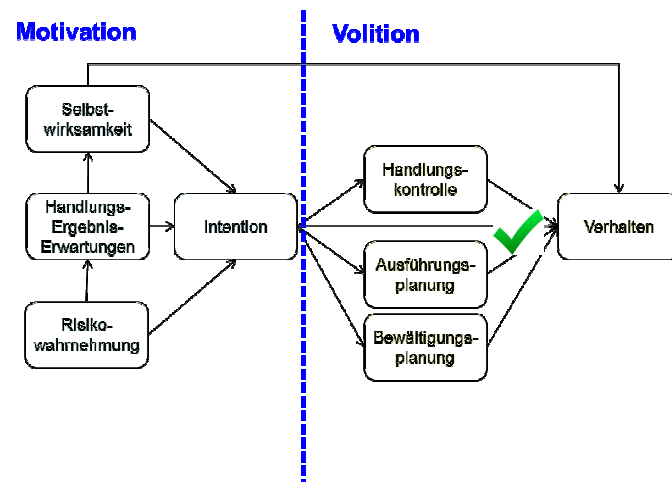 Motivation
Volition
Selbst-
wirksamkeit
Handlungs-
kontrolle
Handlungs-
Ergebnis-
Erwartungen
Intention
Verhalten
Ausführungs-
planung
Risiko-
wahrnehmung
Bewältigungs-
planung